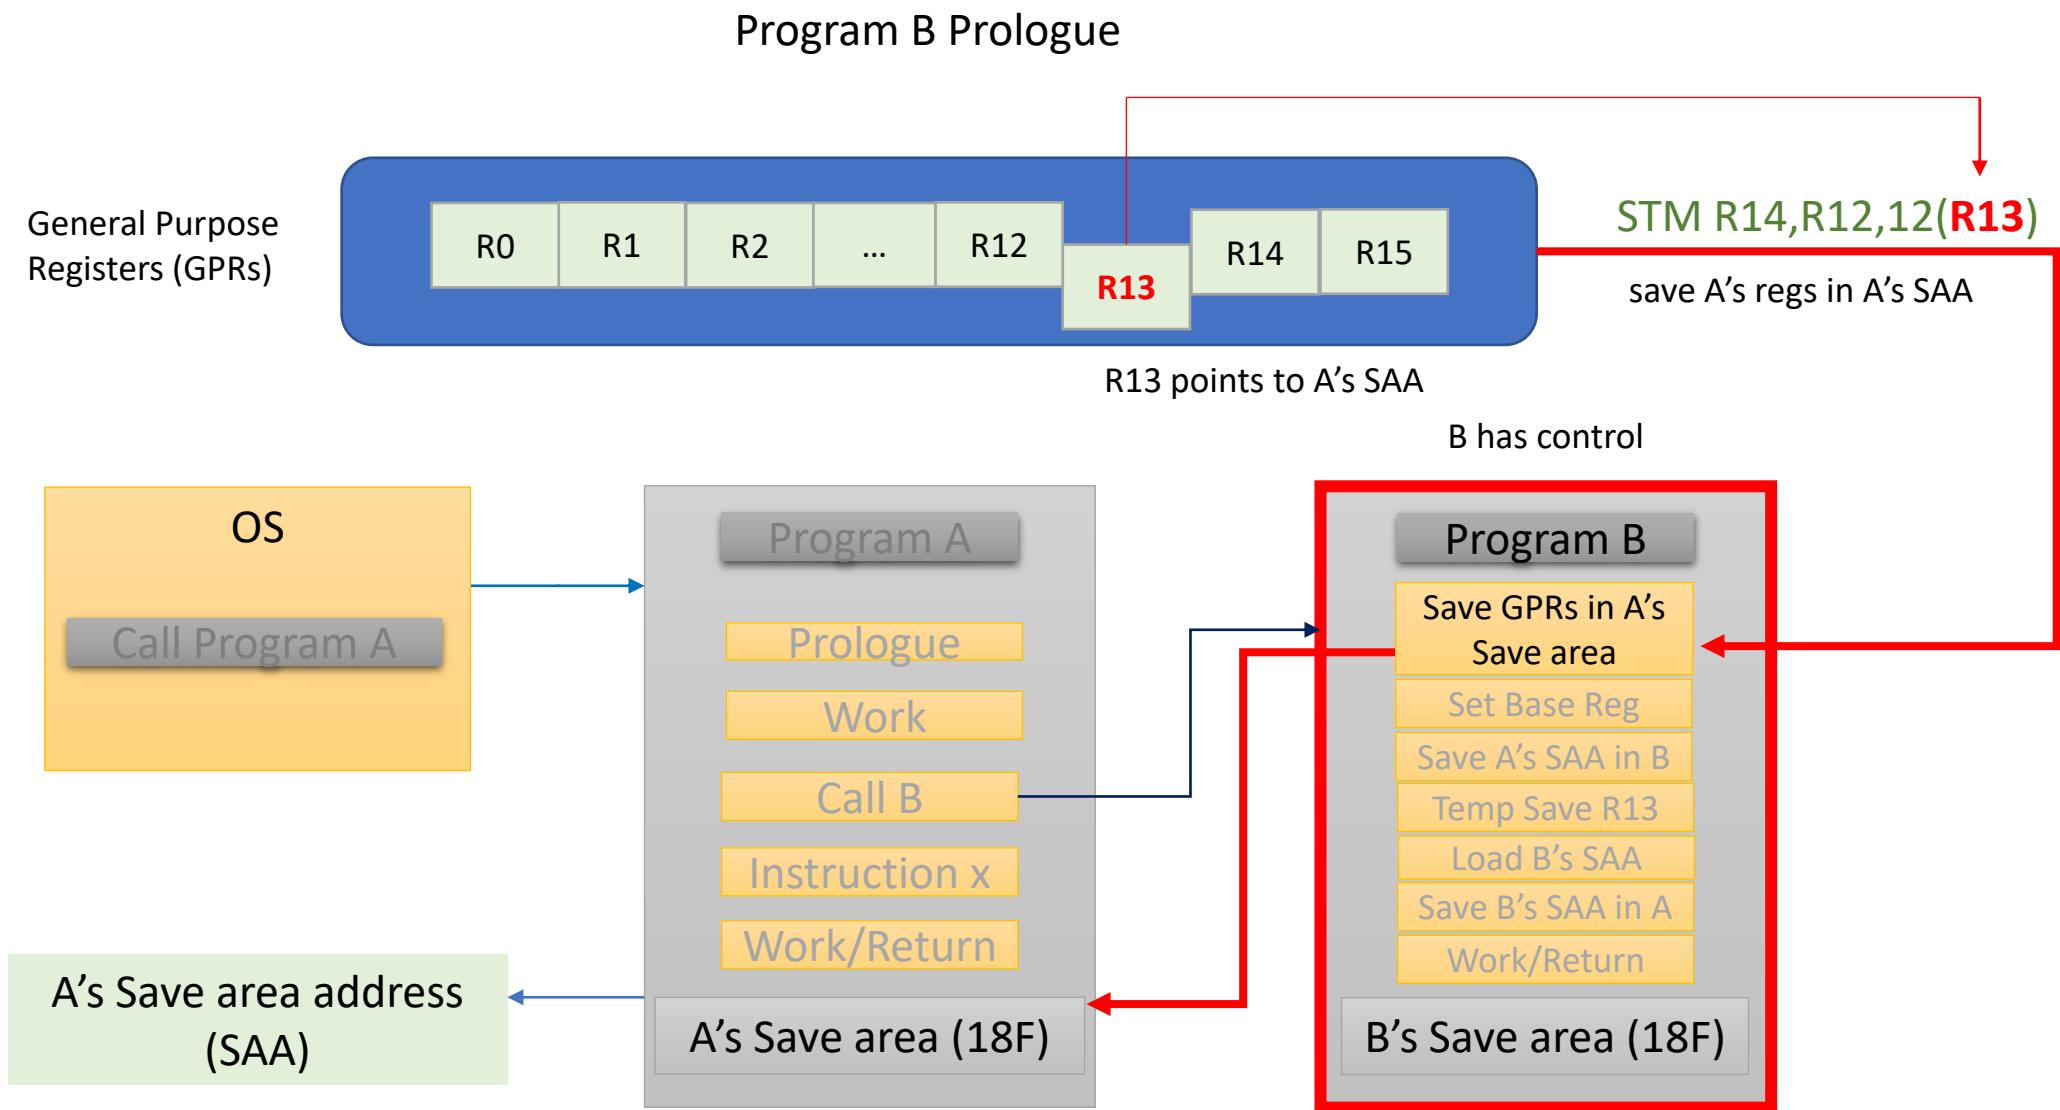 Program B Prologue
General Purpose
Registers (GPRs)
R0
R1
R2
...
R12
R13
R14
R15
STM R14,R12,12(R13)
save A’s regs in A’s SAA
R13 points to A’s SAA
B has control
OS
Call Program A
Program A
Prologue
Work
Call B
Instruction x
Work/Return
A’s Save area (18F)
A’s Save area address
(SAA)
Program B
Save GPRs in A’s
Save area
Set Base Reg
Save A’s SAA in B
Temp Save R13
Load B’s SAA
Save B’s SAA in A
Work/Return
B’s Save area (18F)